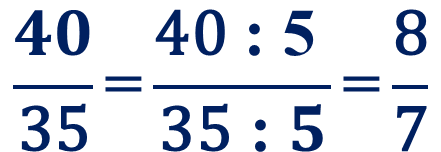 40/35 = 40 : 5/35 : 5 = 8/7